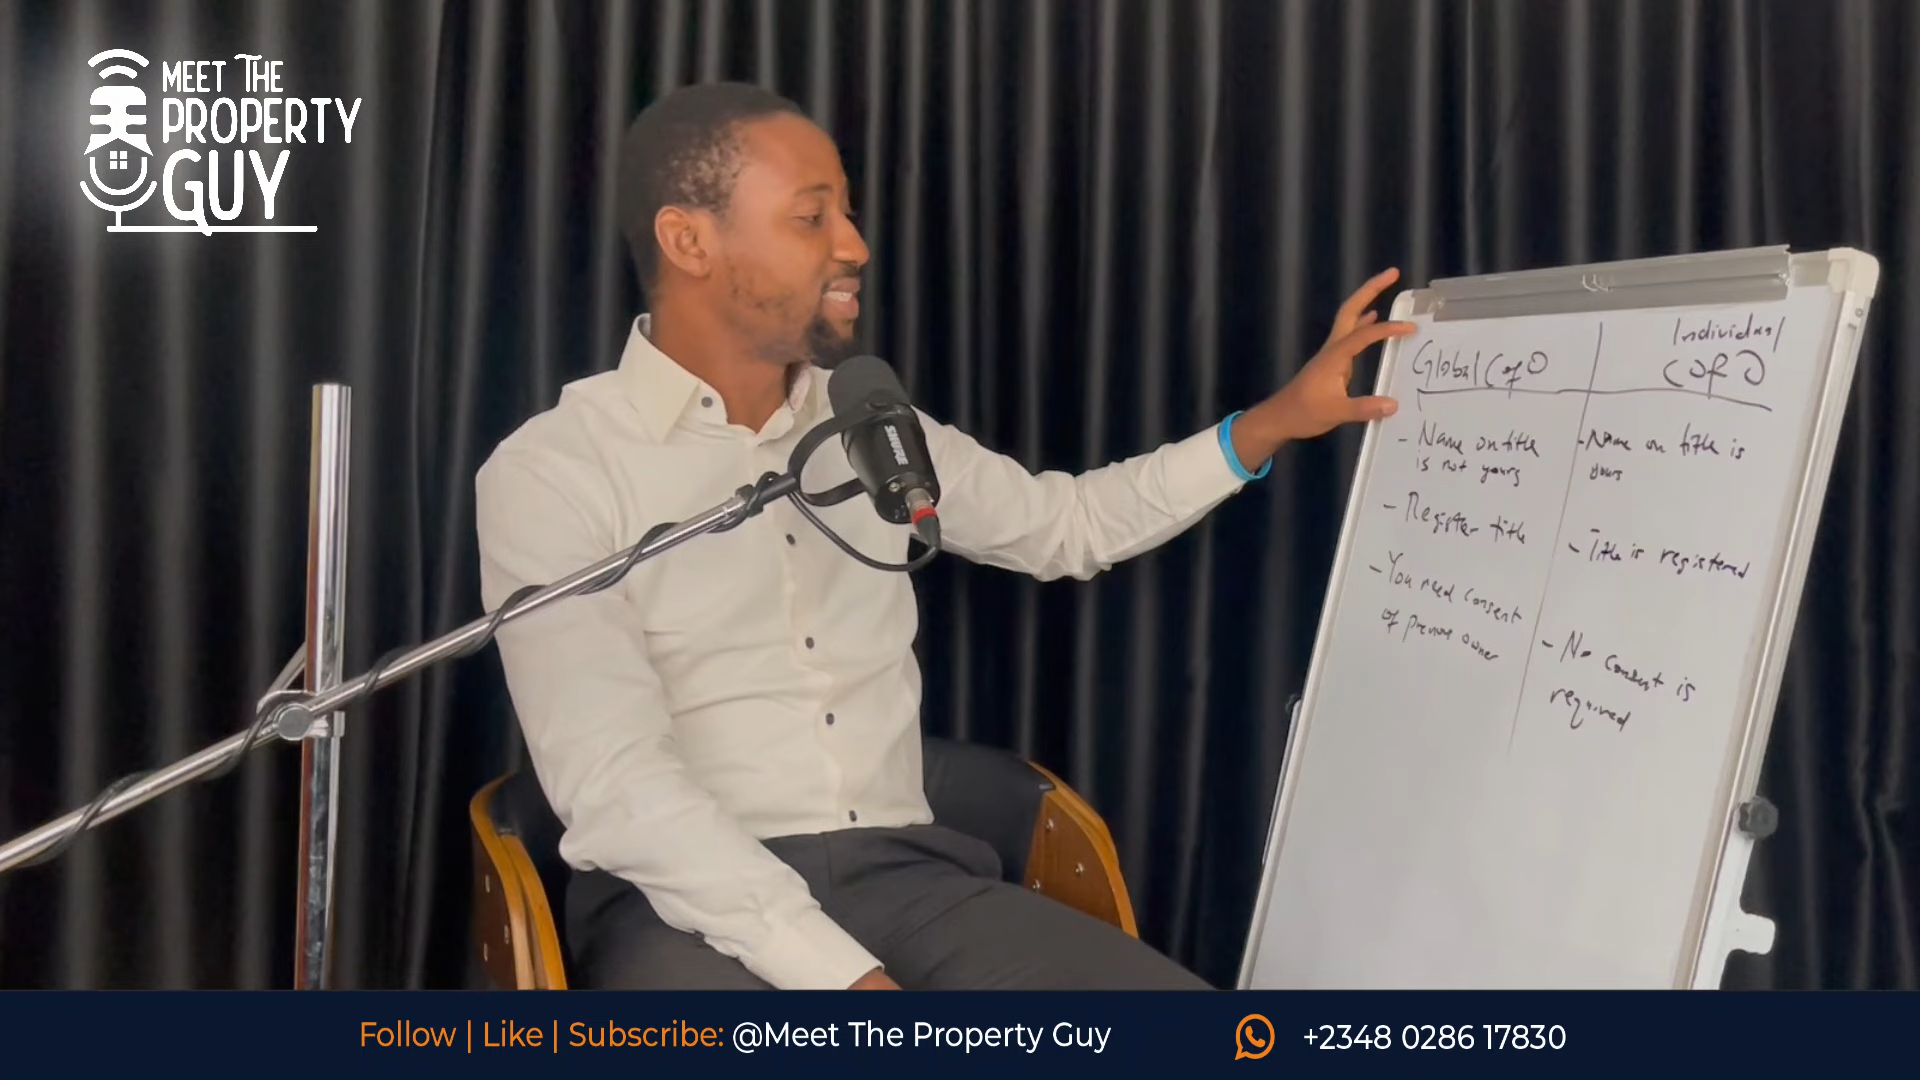 MEET THE
PROPERTY
GUY
SHURE
Global C of O
Individual
C of O
- Name on title
is not yours
- Register title
- You need consent
of previous owner
- Name on title is
yours
- Title is registered
- No consent is
required
Follow | Like | Subscribe: @Meet The Property Guy
+2348 0286 17830